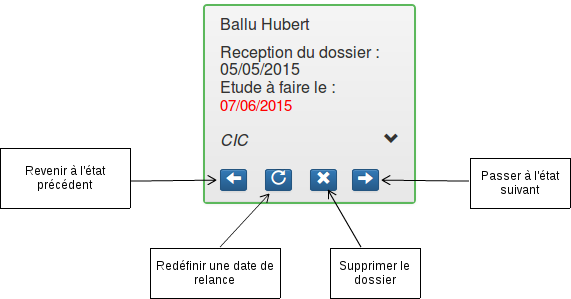 Ballu Hubert
Reception du dossier :
05/05/2015
Etude à faire le :
07/06/2015
CIC
Revenir à l'état
précédent
Passer à l'état
suivant
Redéfinir une date de
relance
Supprimer le
dossier